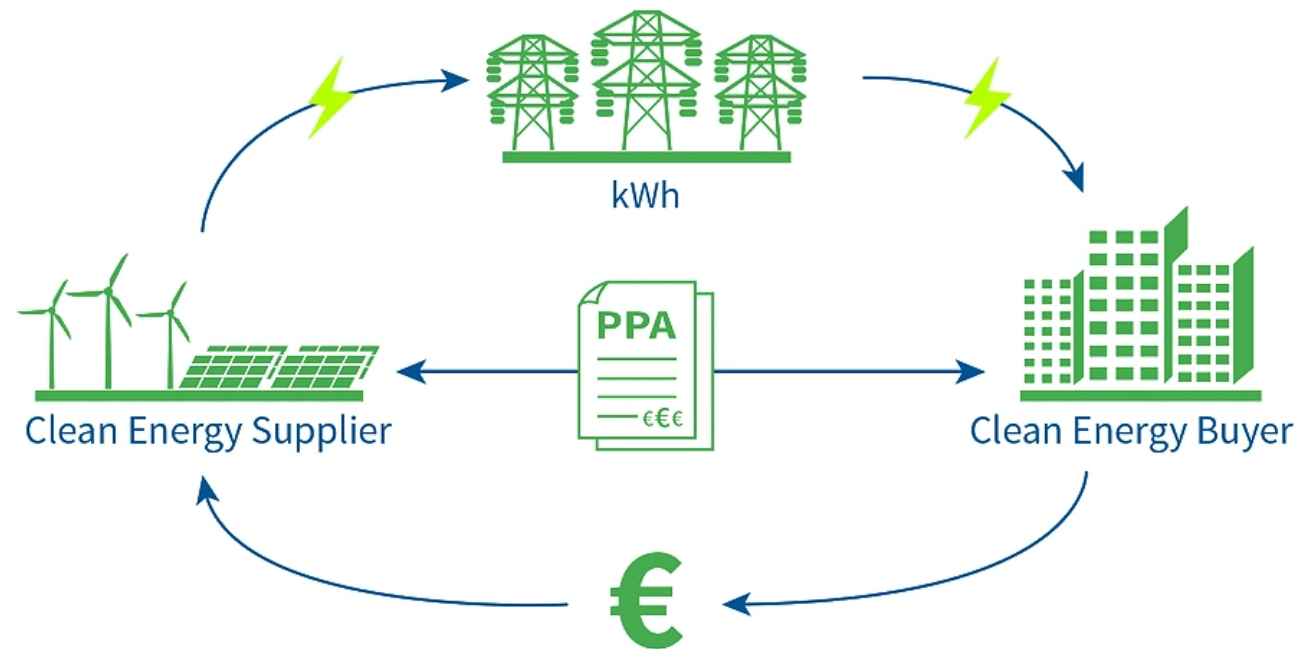 kWh
PPA
€€€
Clean Energy Supplier
Clean Energy Buyer
€